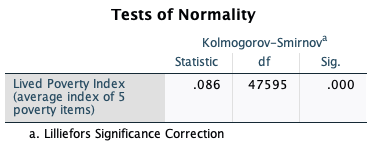 Tests of Normality
Kolmogorov-Smirnovᵃ
Statistic df Sig.
Lived Poverty Index .086 47595 .000
(average index of 5
poverty items)
a. Lilliefors Significance Correction